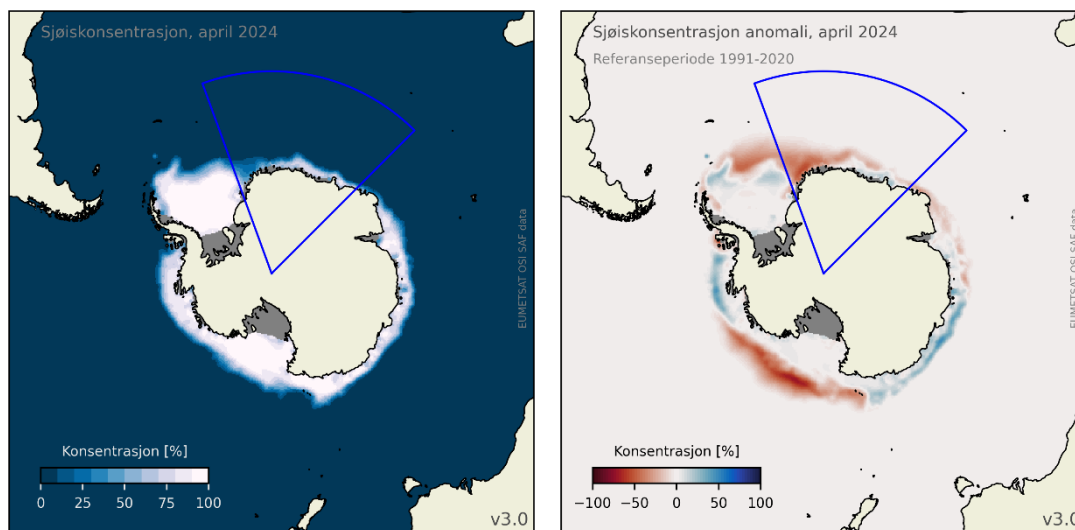 Sjøiskonsentrasjon, april 2024
EUMETSAT OSI SAF data
Konsentrasjon [%]
0 25 50 75 100
v3.0
Sjøiskonsentrasjon anomali, april 2024
Referanseperiode 1991-2020
EUMETSAT OSI SAF data
Konsentrasjon [%]
−100 −50 0 50 100
v3.0